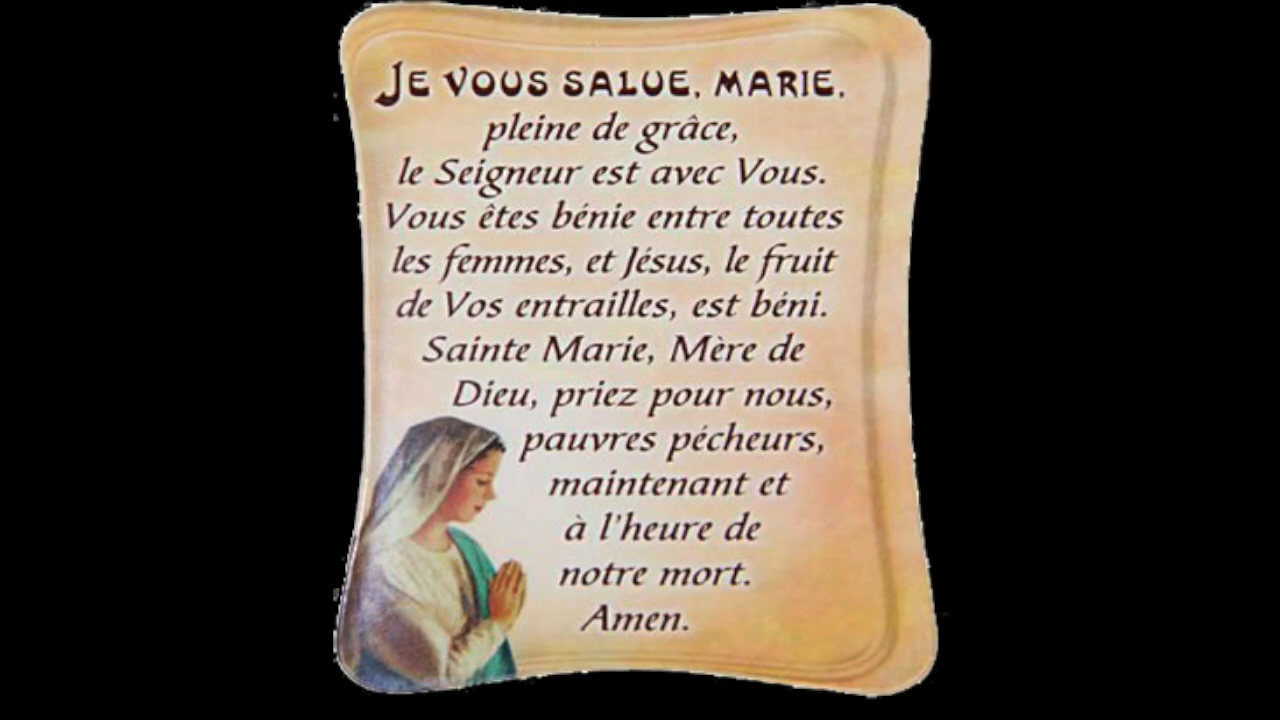 JE VOUS SALUE, MARIE,
pleine de grâce,
le Seigneur est avec Vous.
Vous êtes bénie entre toutes
les femmes, et Jésus, le fruit
de Vos entrailles, est béni.
Sainte Marie, Mère de
Dieu, priez pour nous,
pauvres pécheurs,
maintenant et
à l'heure de
notre mort.
Amen.